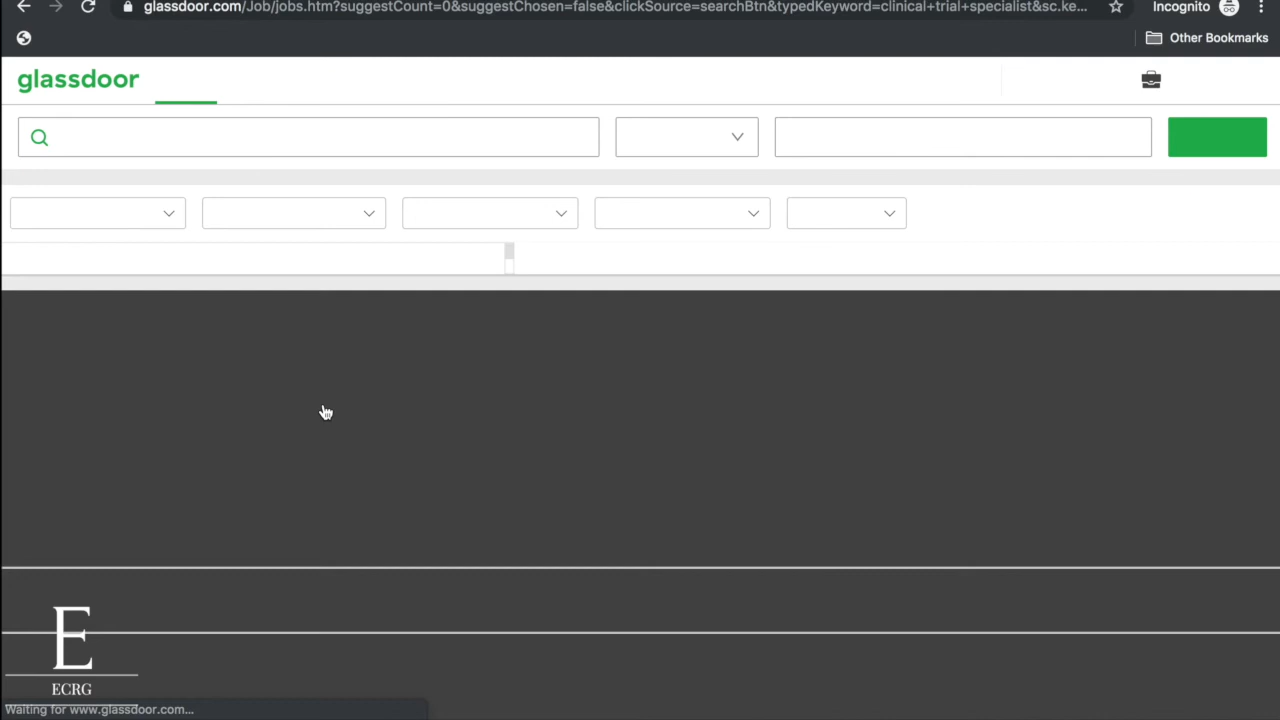 glassdoor.com/Job/jobs.htm?suggestCount=0&suggestChosen=false&clickSource=searchBtn&typedKeyword=clinical+trial+specialist&sc.ke...
Incognito
Other Bookmarks
glassdoor
E
ECRG
Waiting for www.glassdoor.com...